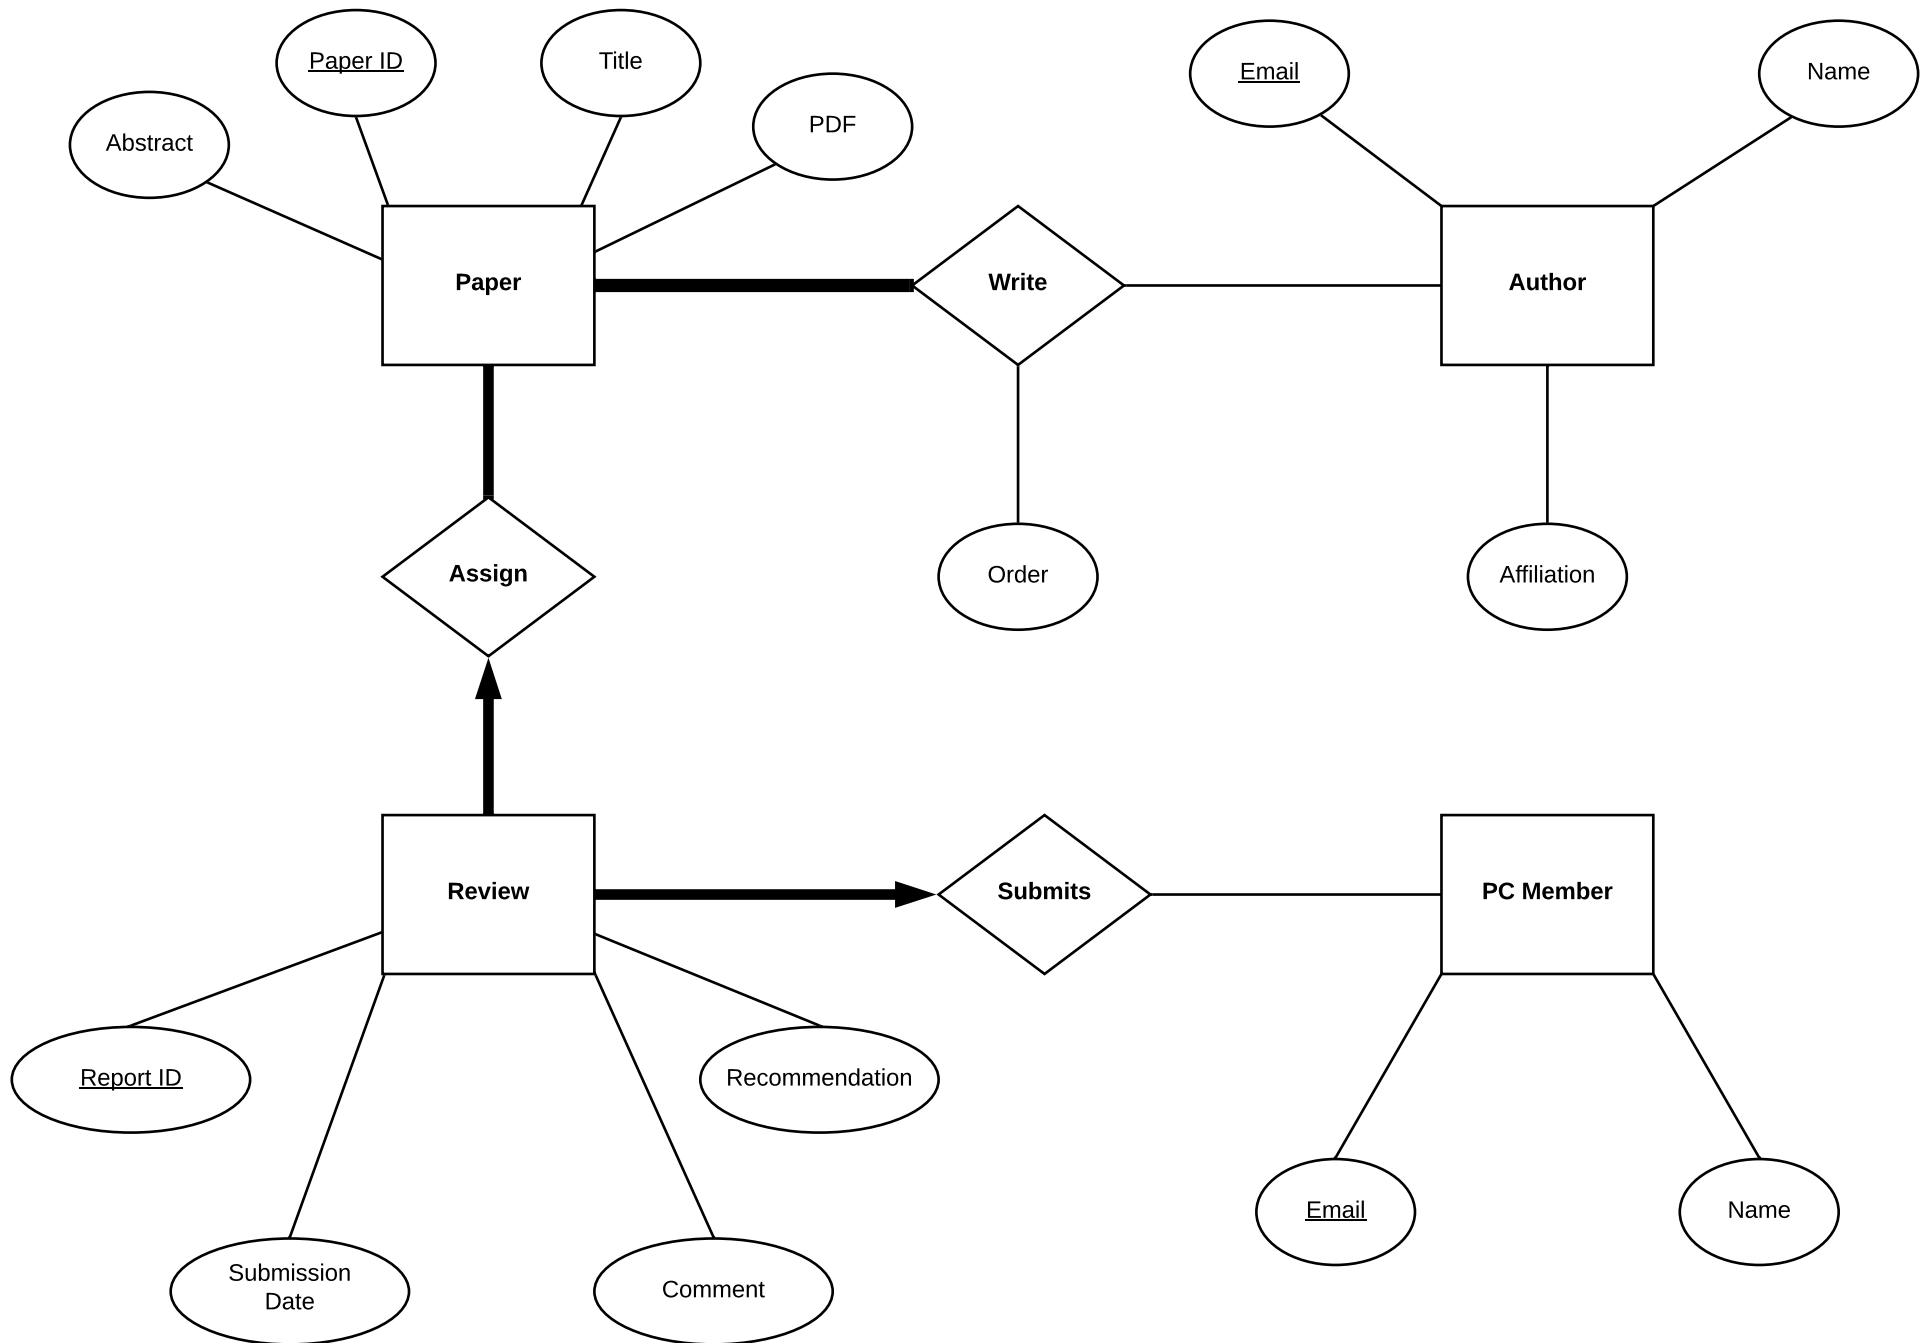 Paper ID
Title
Email
Name
PDF
Abstract
Paper
Write
Author
Assign
Order
Affiliation
Review
Submits
PC Member
Report ID
Recommendation
Email
Name
Submission
Date
Comment